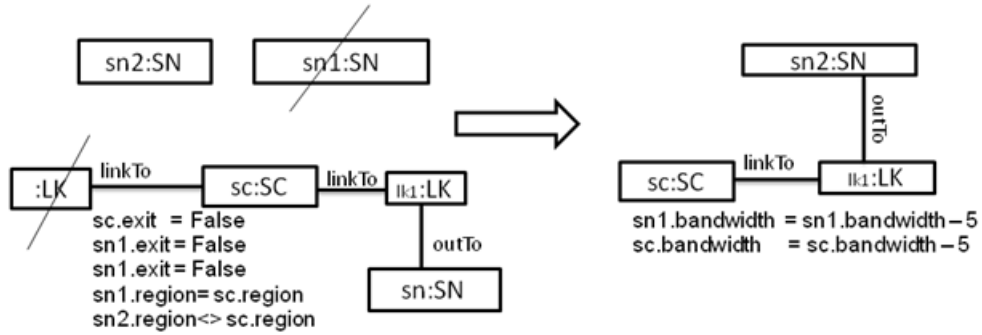 sn2:SN
sn1:SN
:LK
linkTo
sc:SC
linkTo
lk1:LK
outTo
sn:SN
sc.exit = False
sn1.exit= False
sn1.exit= False
sn1.region= sc.region
sn2.region<> sc.region
sn2:SN
outTo
sc:SC
linkTo
lk1:LK
sn1.bandwidth = sn1.bandwidth–5
sc.bandwidth = sc.bandwidth–5